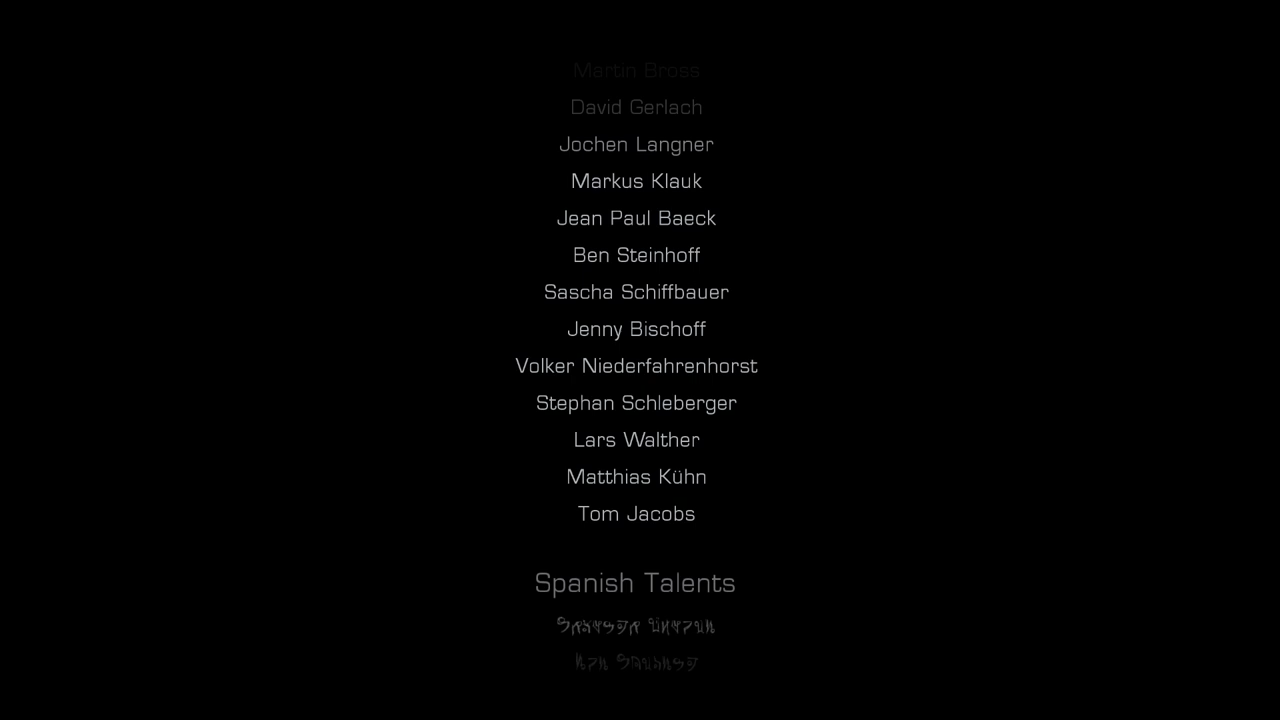 Martin Bross
David Gerlach
Jochen Langner
Markus Klauk
Jean Paul Baeck
Ben Steinhoff
Sascha Schiffbauer
Jenny Bischoff
Volker Niederfahrenhorst
Stephan Schleberger
Lars Walther
Matthias Kühn
Tom Jacobs
Spanish Talents